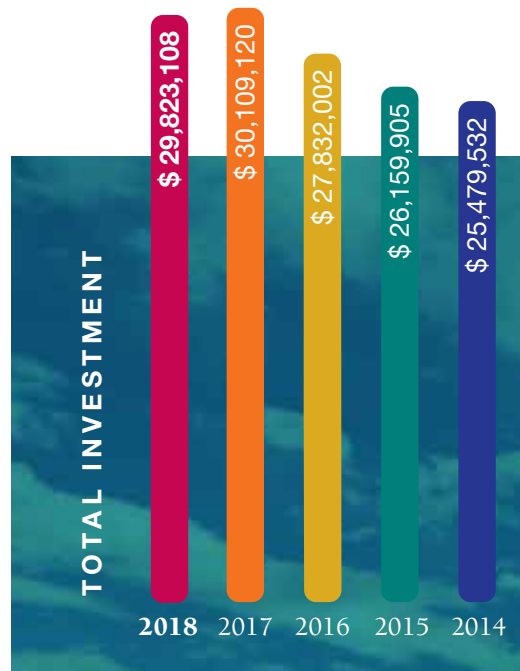 TOTAL INVESTMENT
$ 29,823,108
$ 30,109,120
$ 27,832,002
$ 26,159,905
$ 25,479,532
2018 2017 2016 2015 2014